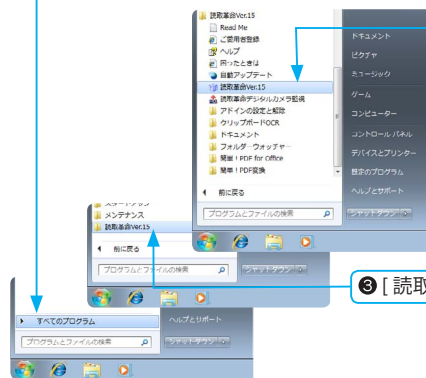 読取革命Ver.15
Read Me
ご愛用者登録
ヘルプ
困ったときは
自動アップデート
読取革命Ver.15
読取革命デジタルカメラ監視
アドインの設定と解除
クリップボードOCR
ドキュメント
フォルダーウォッチャー
簡単！PDF for Office
簡単！PDF変換
前に戻る
プログラムとファイルの検索
ドキュメント
ピクチャ
ミュージック
ゲーム
コンピューター
コントロール パネル
デバイスとプリンター
既定のプログラム
ヘルプとサポート
シャットダウン
スタートアップ
メンテナンス
読取革命Ver.15
前に戻る
プログラムとファイルの検索
シャットダウン
❸ [ 読取
すべてのプログラム
プログラムとファイルの検索
ヘルプとサポート
シャットダウン